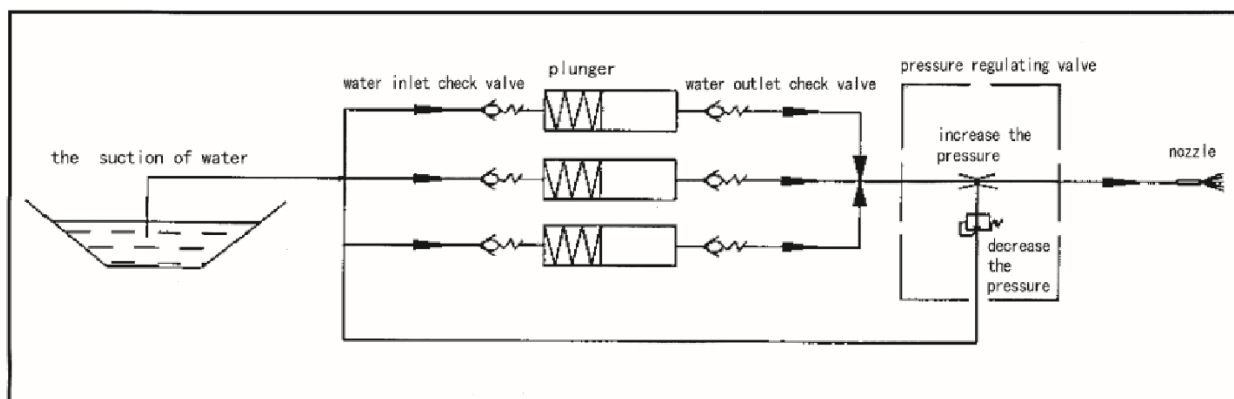 plunger
water inlet check valve
water outlet check valve
pressure regulating valve
the suction of water
increase the
pressure
nozzle
decrease
the
pressure